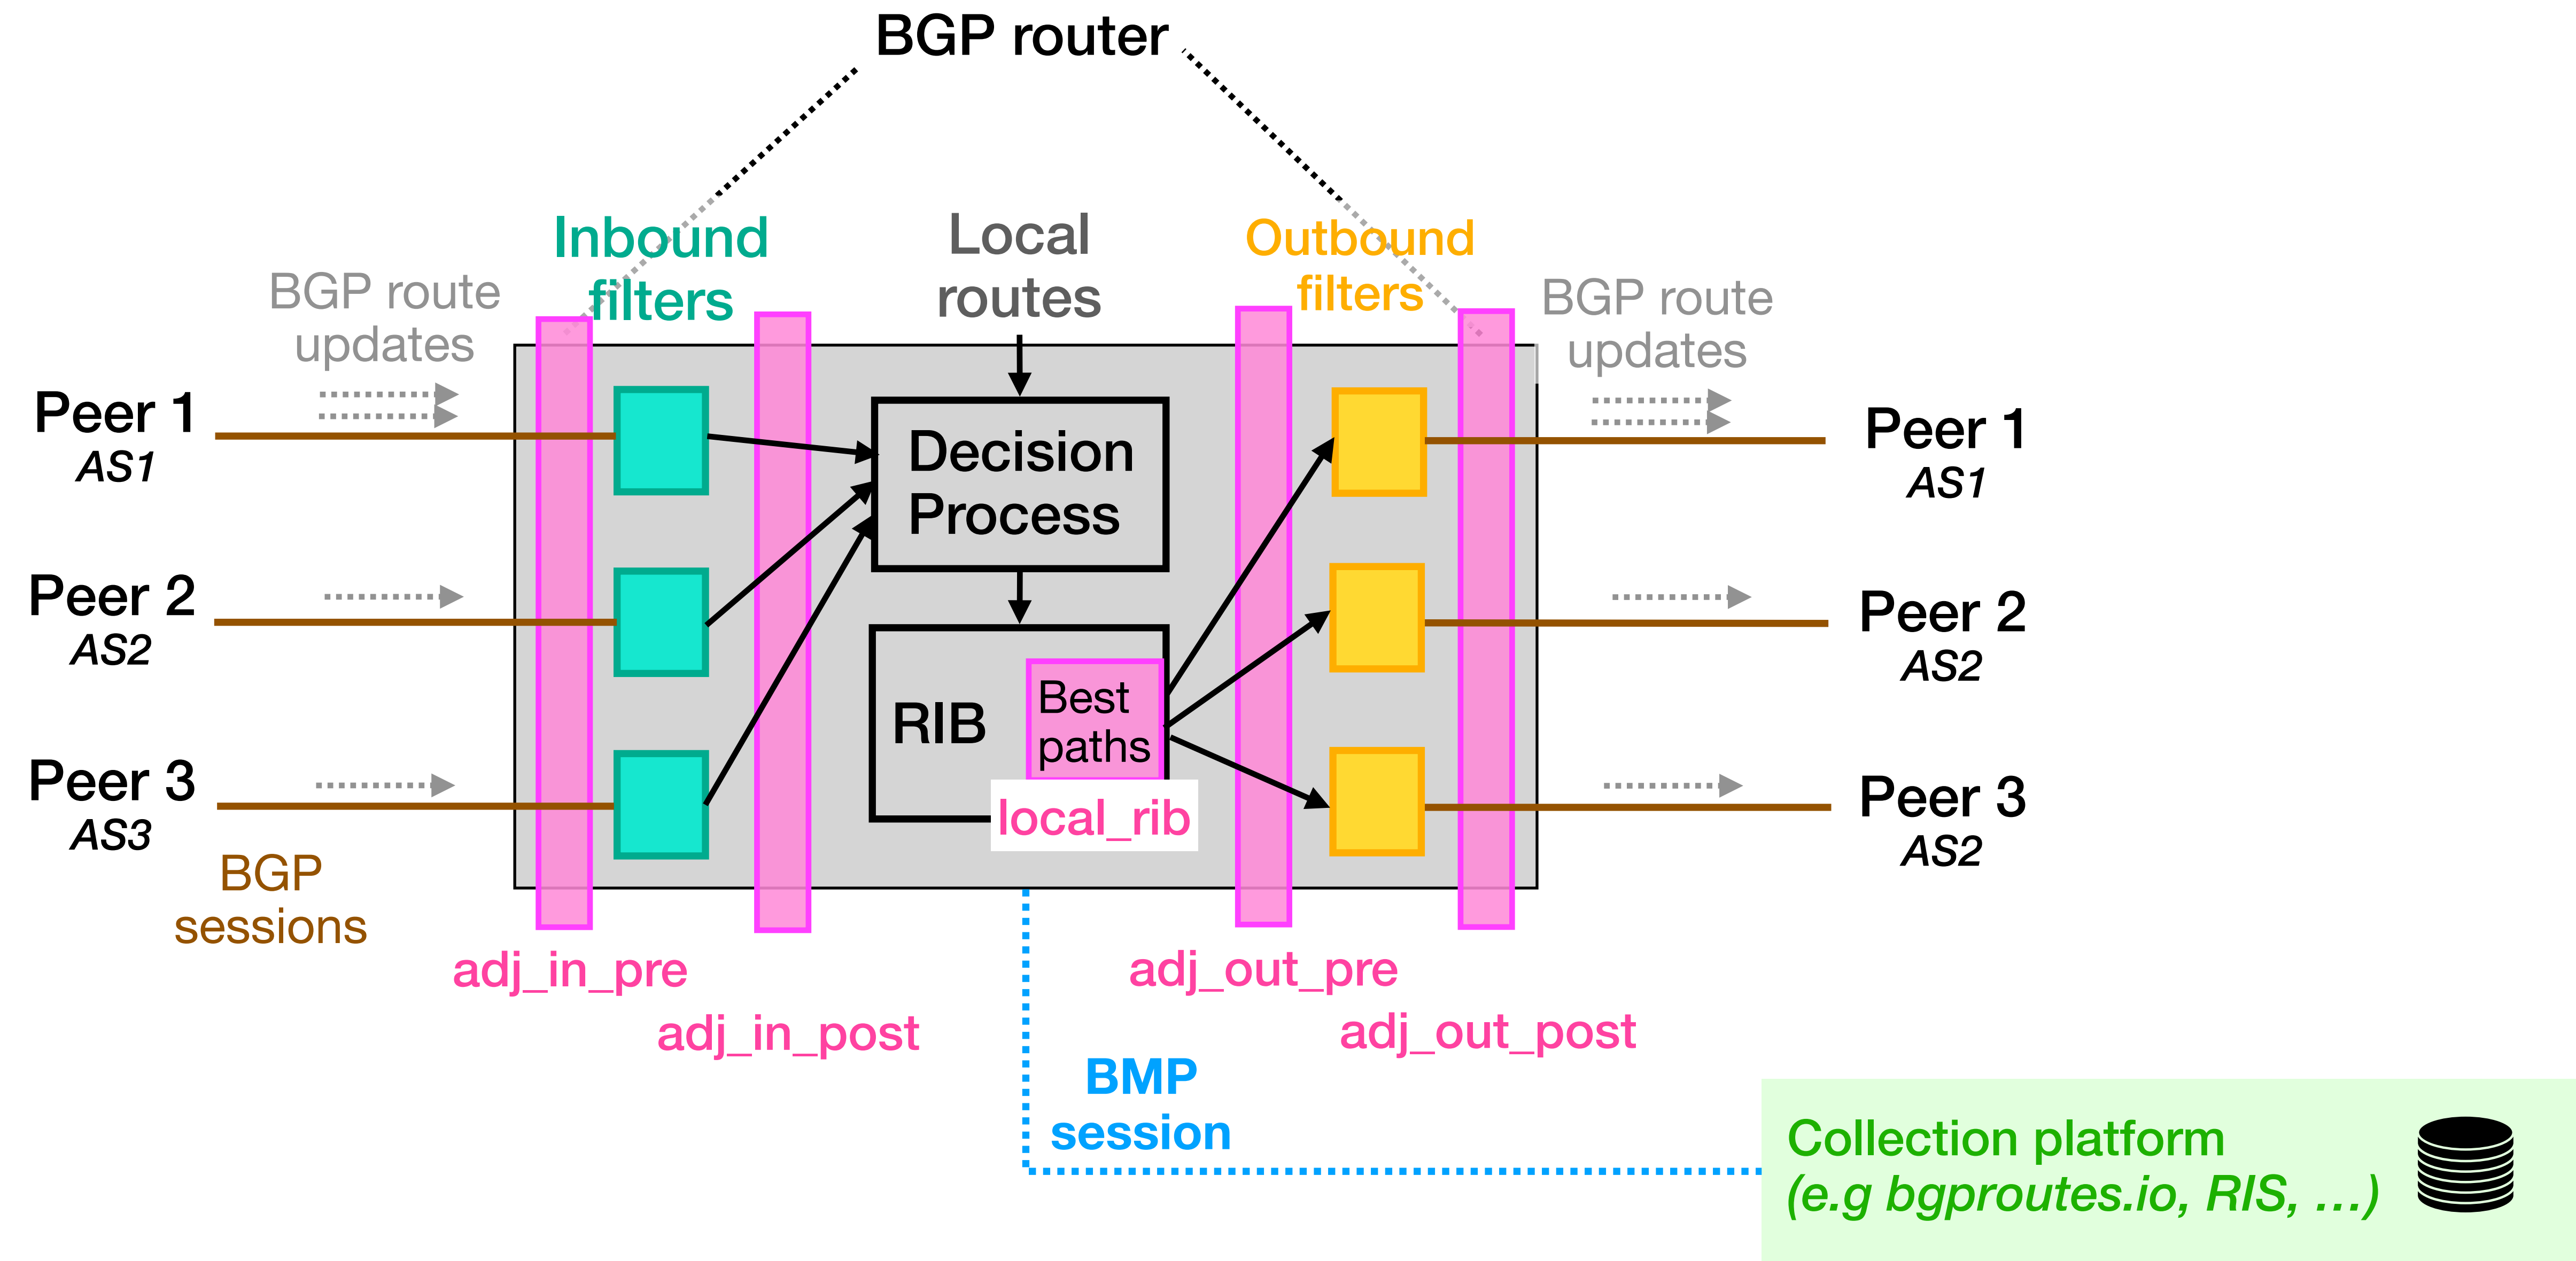 BGP router
Inbound
filters
Local
routes
Outbound
filters
BGP route
updates
BGP route
updates
Peer 1
AS1
Decision
Process
Peer 1
AS1
Peer 2
AS2
Peer 2
AS2
RIB
Best
paths
local_rib
Peer 3
AS3
Peer 3
AS2
BGP
sessions
adj_in_pre
adj_out_pre
adj_in_post
adj_out_post
BMP
session
Collection platform
(e.g bgproutes.io, RIS, ...)